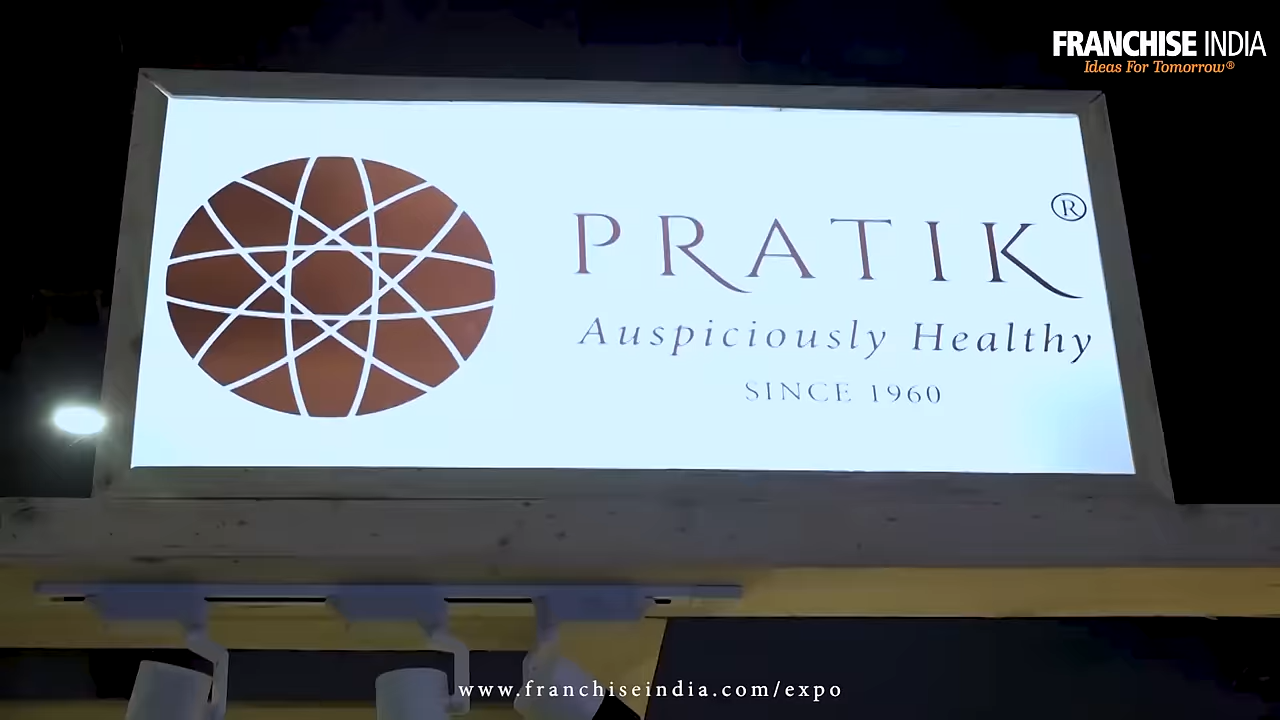 FRANCHISE INDIA
Ideas For Tomorrow®
PRATIK®
Auspiciously Healthy
SINCE 1960
www.franchiseindia.com/expo